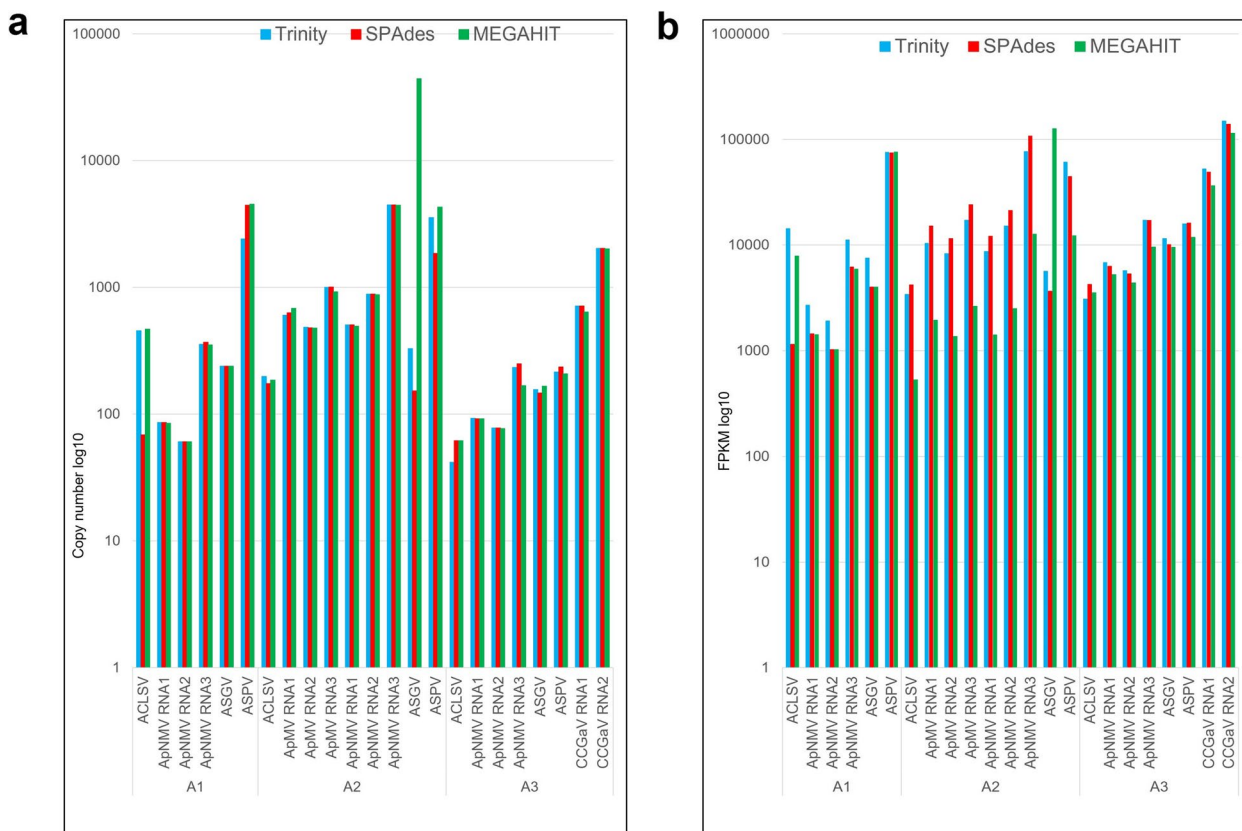 a
Trinity SPAdes MEGAHIT
100000
10000
1000
100
10
1
Copy number log10
ACLSV
ApNMV RNA1
ApNMV RNA2
ApNMV RNA3
ASGV
ASPV
ACLSV
ApMV RNA1
ApMV RNA2
ApMV RNA3
ApNMV RNA1
ApNMV RNA2
ApNMV RNA3
ASGV
ASPV
ACLSV
ApNMV RNA1
ApNMV RNA2
ApNMV RNA3
ASGV
ASPV
CCGaV RNA1
CCGaV RNA2
A1 A2 A3
b
Trinity SPAdes MEGAHIT
1000000
100000
10000
1000
100
10
1
FPKM log10
ACLSV
ApNMV RNA1
ApNMV RNA2
ApNMV RNA3
ASGV
ASPV
ACLSV
ApMV RNA1
ApMV RNA2
ApMV RNA3
ApNMV RNA1
ApNMV RNA2
ApNMV RNA3
ASGV
ASPV
ACLSV
ApNMV RNA1
ApNMV RNA2
ApNMV RNA3
ASGV
ASPV
CCGaV RNA1
CCGaV RNA2
A1 A2 A3